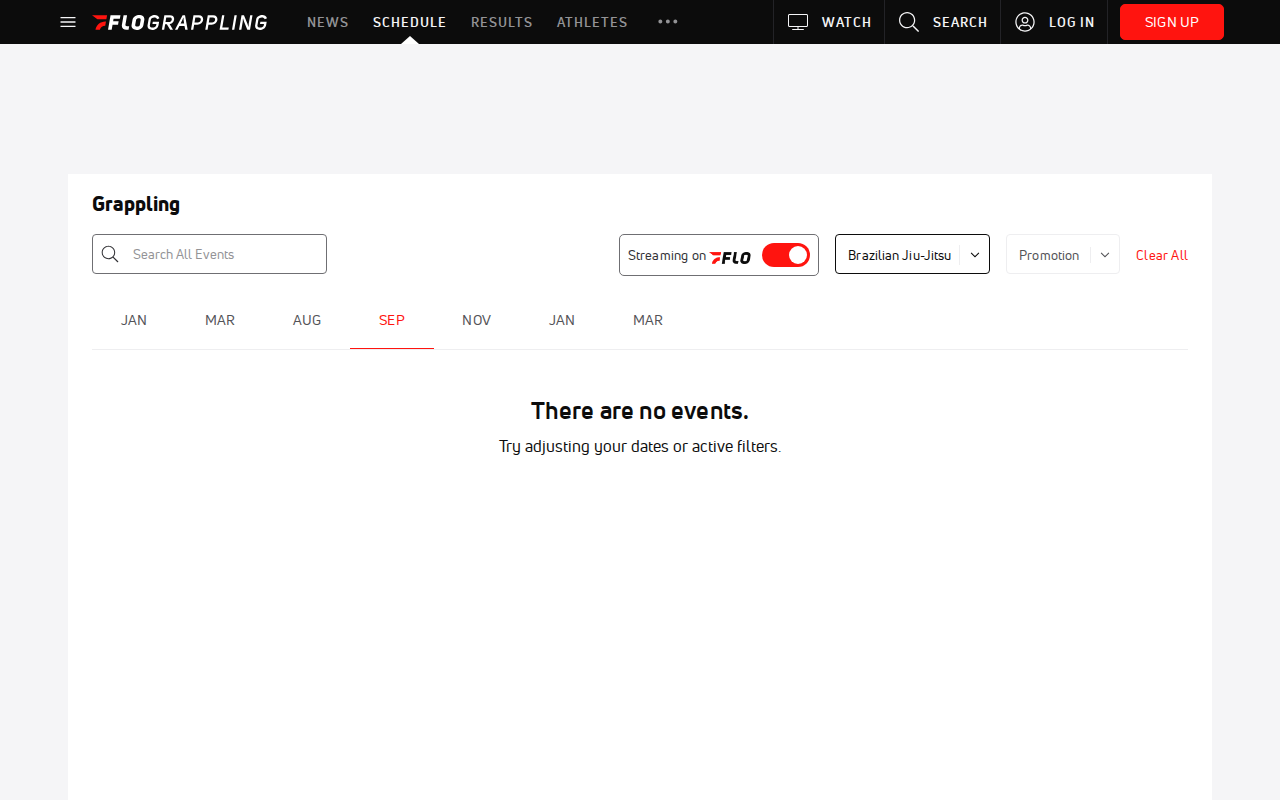 FLOGRAPPLING NEWS SCHEDULE RESULTS ATHLETES WATCH SEARCH LOG IN SIGN UP
Grappling
Search All Events Streaming on FLO Brazilian Jiu-Jitsu Promotion Clear All
JAN MAR AUG SEP NOV JAN MAR
There are no events.
Try adjusting your dates or active filters.